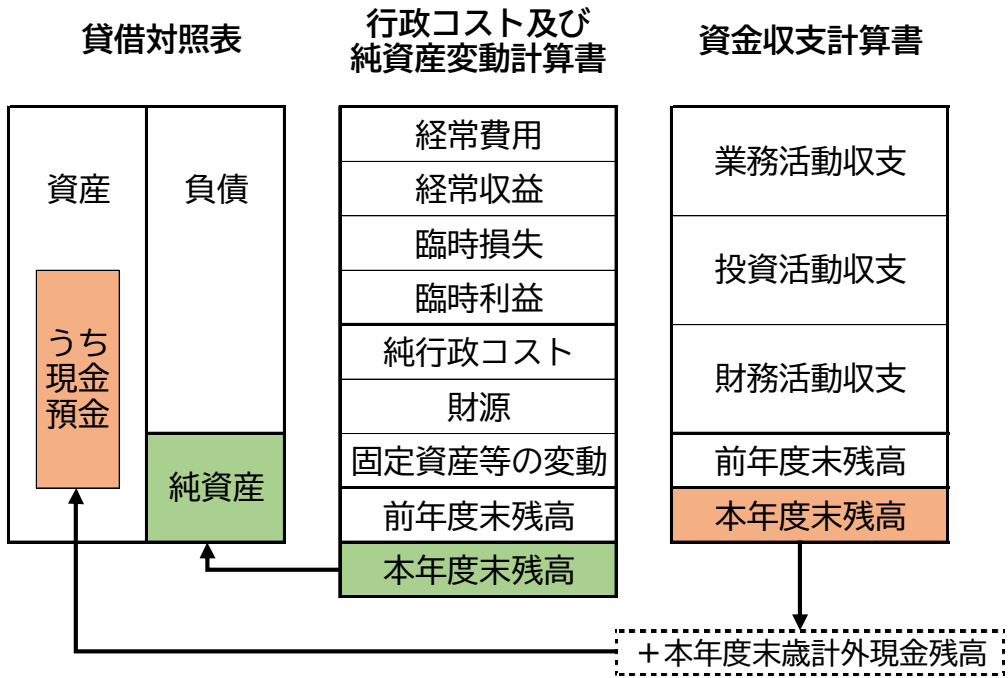 貸借対照表
行政コスト及び
純資産変動計算書
資金収支計算書
資産
負債
うち
現金
預金
純資産
経常費用
経常収益
臨時損失
臨時利益
純行政コスト
財源
固定資産等の変動
前年度末残高
本年度末残高
業務活動収支
投資活動収支
財務活動収支
前年度末残高
本年度末残高
＋本年度末歳計外現金残高